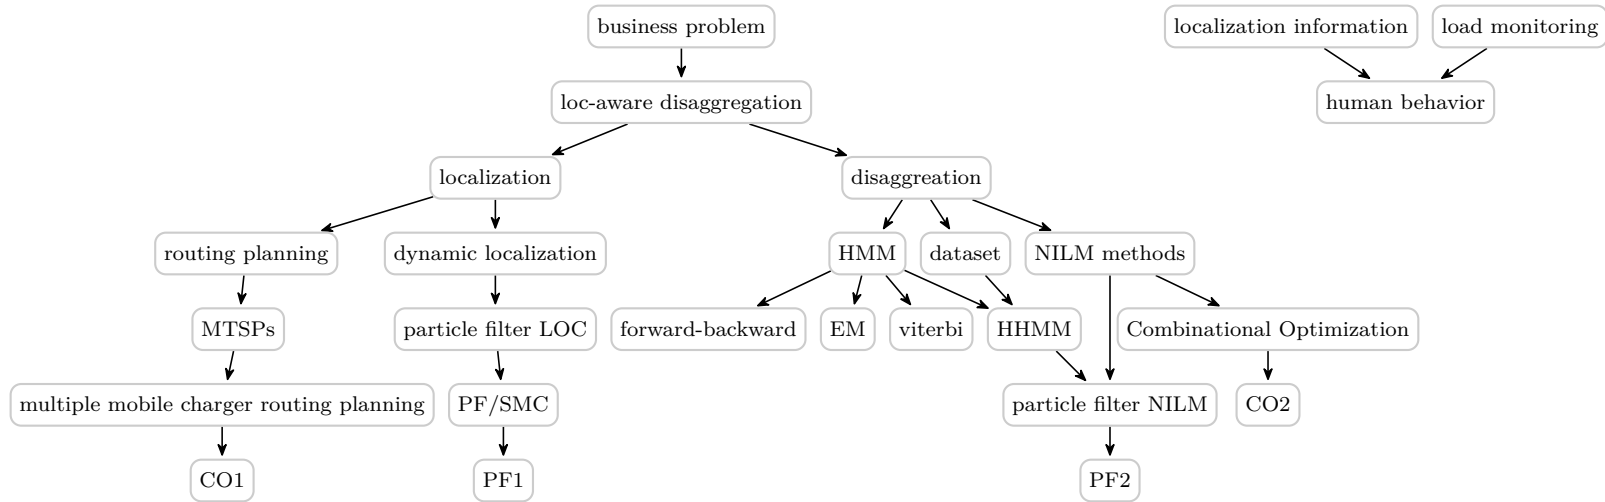 business problem
localization information
load monitoring
loc-aware disaggregation
human behavior
localization
disaggreation
routing planning
dynamic localization
HMM
dataset
NILM methods
MTSPs
particle filter LOC
forward-backward
EM
viterbi
HHMM
Combinational Optimization
multiple mobile charger routing planning
PF/SMC
particle filter NILM
CO2
CO1
PF1
PF2